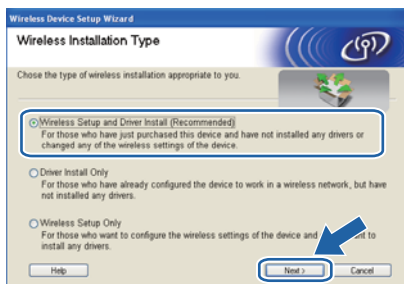 Wireless Device Setup Wizard
Wireless Installation Type
Chose the type of wireless installation appropriate to you.
Wireless Setup and Driver Install (Recommended)
For those who have just purchased this device and have not installed any drivers or
changed any of the wireless settings of the device.
Driver Install Only
For those who have already configured the device to work in a wireless network, but have
not installed any drivers.
Wireless Setup Only
For those who want to configure the wireless settings of the device and to
install any drivers.
Help
Next >
Cancel